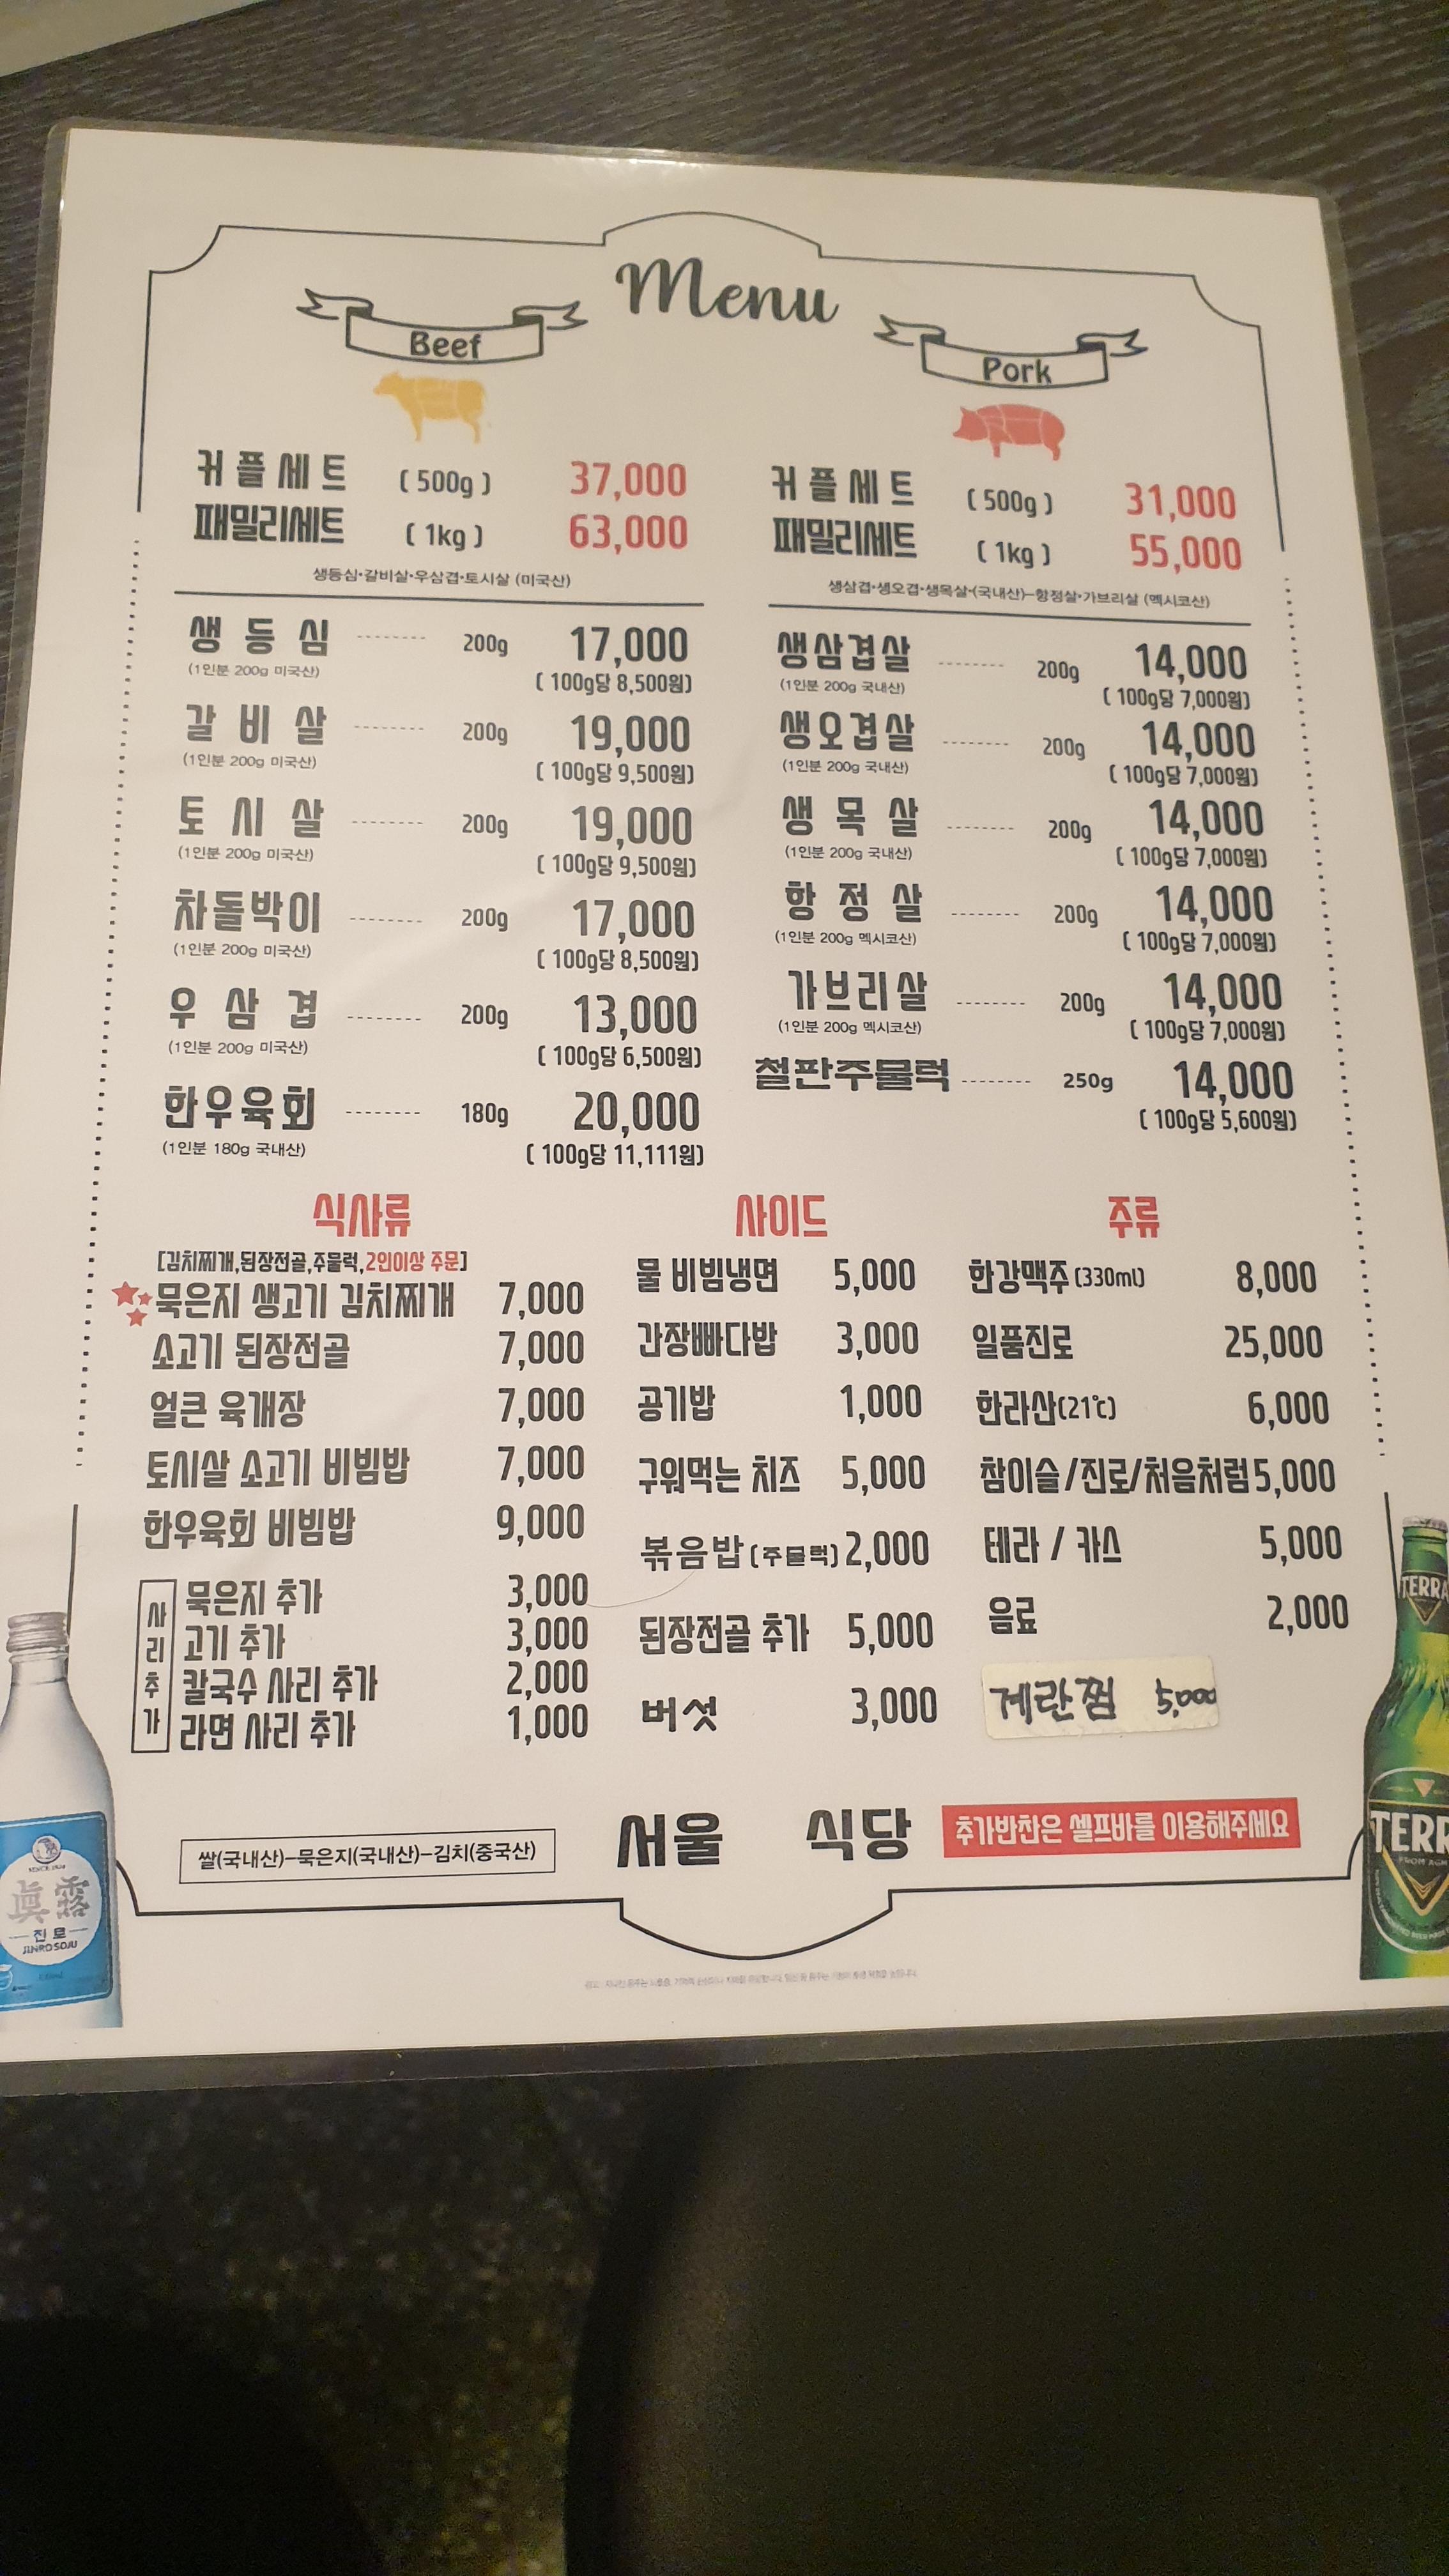 Menu
Beef
커플세트 (500g) 37,000
패밀리세트 (1kg) 63,000
생등심·갈비살·우삼겹·토시살 (미국산)
생등심 200g 17,000
(1인분 200g 미국산) (100g당 8,500원)
갈비살 200g 19,000
(1인분 200g 미국산) (100g당 9,500원)
토시살 200g 19,000
(1인분 200g 미국산) (100g당 9,500원)
차돌박이 200g 17,000
(1인분 200g 미국산) (100g당 8,500원)
우삼겹 200g 13,000
(1인분 200g 미국산) (100g당 6,500원)
한우육회 180g 20,000
(1인분 180g 국내산) (100g당 11,111원)
Pork
커플세트 (500g) 31,000
패밀리세트 (1kg) 55,000
생삼겹·생오겹·생목살-(국내산)-항정살·가브리살 (멕시코산)
생삼겹살 200g 14,000
(1인분 200g 국내산) (100g당 7,000원)
생오겹살 200g 14,000
(1인분 200g 국내산) (100g당 7,000원)
생목살 200g 14,000
(1인분 200g 국내산) (100g당 7,000원)
항정살 200g 14,000
(1인분 200g 멕시코산) (100g당 7,000원)
가브리살 200g 14,000
(1인분 200g 멕시코산) (100g당 7,000원)
철판주물럭 250g 14,000
(100g당 5,600원)
식사류
[김치찌개,된장전골,주물럭,2인이상 주문]
묵은지 생고기 김치찌개 7,000
소고기 된장전골 7,000
얼큰 육개장 7,000
토시살 소고기 비빔밥 7,000
한우육회 비빔밥 9,000
사리추가
묵은지 추가 3,000
고기 추가 3,000
칼국수 사리 추가 2,000
라면 사리 추가 1,000
사이드
물 비빔냉면 5,000
간장빠다밥 3,000
공기밥 1,000
구워먹는 치즈 5,000
볶음밥(주물럭) 2,000
된장전골 추가 5,000
버섯 3,000
주류
한강맥주(330ml) 8,000
일품진로 25,000
한라산(21℃) 6,000
참이슬/진로/처음처럼 5,000
테라 / 카스 5,000
음료 2,000
계란찜 5,000
쌀(국내산)-묵은지(국내산)-김치(중국산)
서울 식당
추가반찬은 셀프바를 이용해주세요
眞露
진로
JINRO SOJU
TERRA
TERR